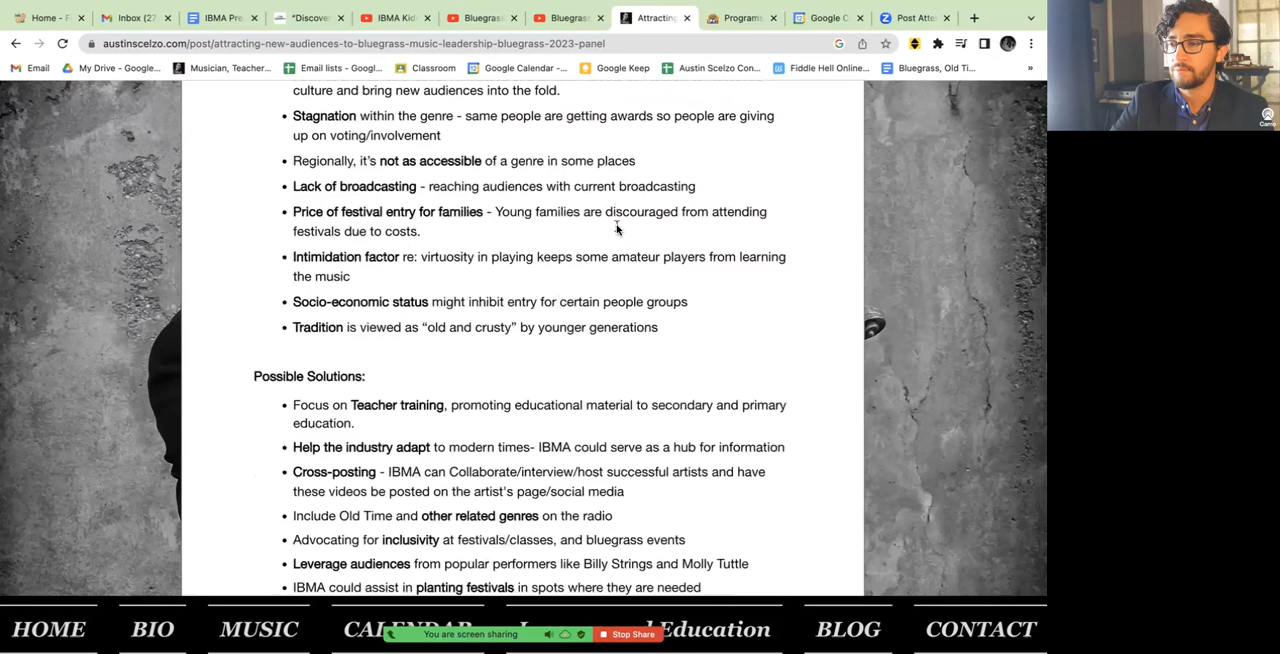 Home - F
Inbox (27
IBMA Pre
"Discove
IBMA Kid
Bluegras
Bluegras
Attractin
Programs
Google C
Post Atte
austinscelzo.com/post/attracting-new-audiences-to-bluegrass-music-leadership-bluegrass-2023-panel
Email
My Drive - Google...
Musician, Teacher...
Email lists - Googl...
Classroom
Google Calendar -...
Google Keep
Austin Scelzo Con...
Fiddle Hell Online...
Bluegrass, Old Ti...
»
culture and bring new audiences into the fold.
• Stagnation within the genre - same people are getting awards so people are giving
up on voting/involvement
• Regionally, it's not as accessible of a genre in some places
• Lack of broadcasting - reaching audiences with current broadcasting
• Price of festival entry for families - Young families are discouraged from attending
festivals due to costs.
• Intimidation factor re: virtuosity in playing keeps some amateur players from learning
the music
• Socio-economic status might inhibit entry for certain people groups
• Tradition is viewed as “old and crusty” by younger generations
Possible Solutions:
• Focus on Teacher training, promoting educational material to secondary and primary
education.
• Help the industry adapt to modern times- IBMA could serve as a hub for information
• Cross-posting - IBMA can Collaborate/interview/host successful artists and have
these videos be posted on the artist's page/social media
• Include Old Time and other related genres on the radio
• Advocating for inclusivity at festivals/classes, and bluegrass events
• Leverage audiences from popular performers like Billy Strings and Molly Tuttle
• IBMA could assist in planting festivals in spots where they are needed
HOME
BIO
MUSIC
Education
BLOG
CONTACT
You are screen sharing
Stop Share